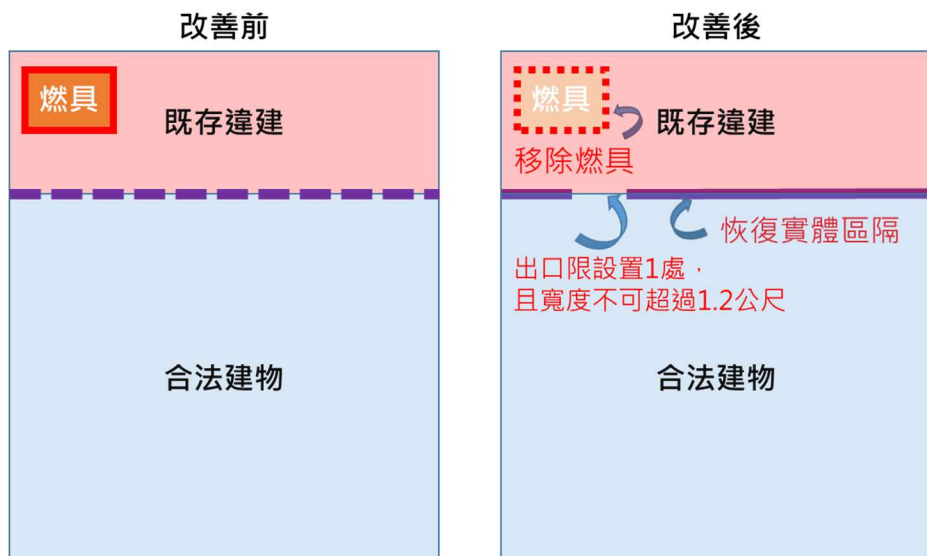 改善前
燃具
既存違建
合法建物
改善後
燃具
既存違建
移除燃具
恢復實體區隔
出口限設置1處，
且寬度不可超過1.2公尺
合法建物